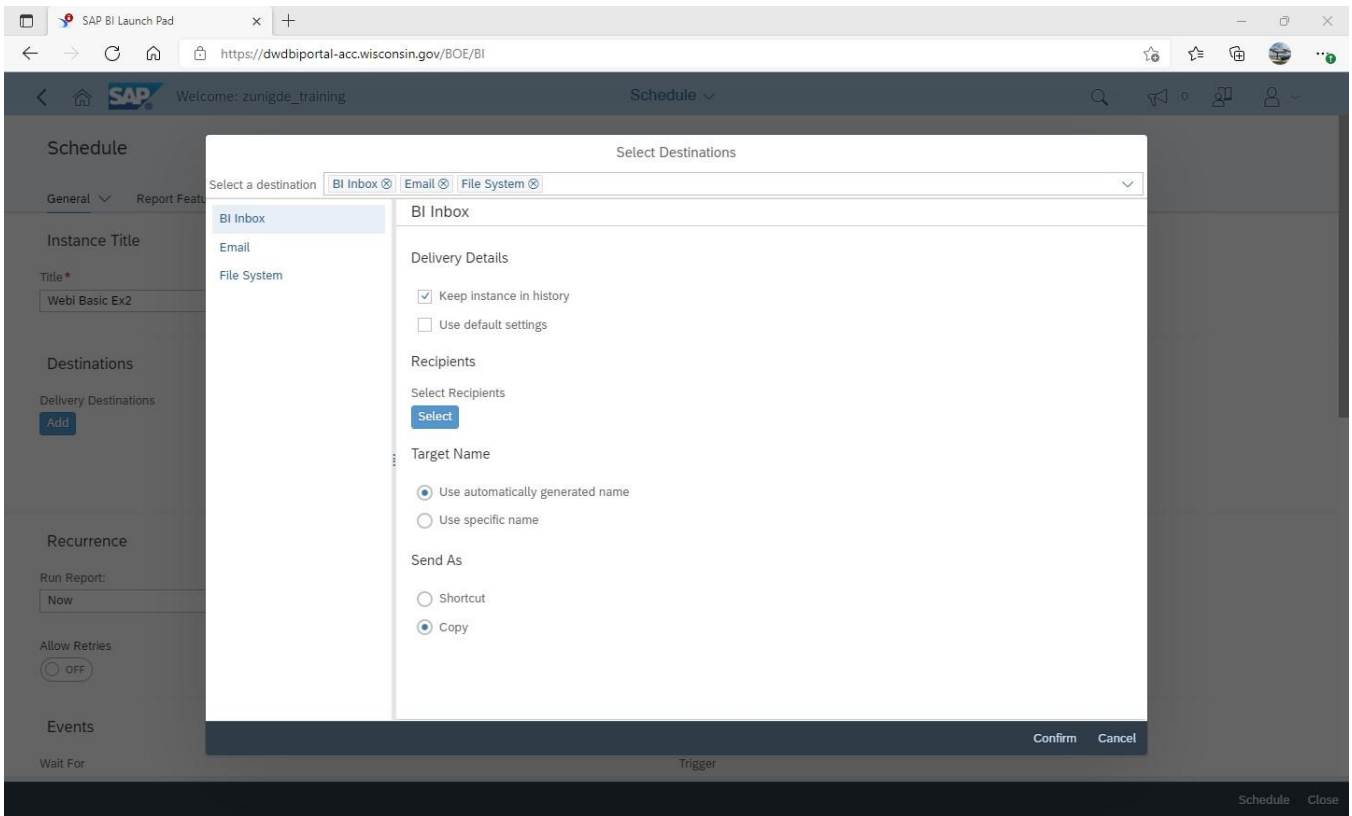 SAP BI Launch Pad
https://dwdbiportal-acc.wisconsin.gov/BOE/BI
SAP Welcome: zunigde_training Schedule 0
Schedule
General Report Featu
Instance Title
Title *
Webi Basic Ex2
Destinations
Delivery Destinations
Add
Recurrence
Run Report:
Now
Allow Retries
OFF
Events
Wait For Trigger
Select Destinations
Select a destination BI Inbox Email File System
BI Inbox
Email
File System
BI Inbox
Delivery Details
Keep instance in history
Use default settings
Recipients
Select Recipients
Select
Target Name
Use automatically generated name
Use specific name
Send As
Shortcut
Copy
Confirm Cancel
Schedule Close